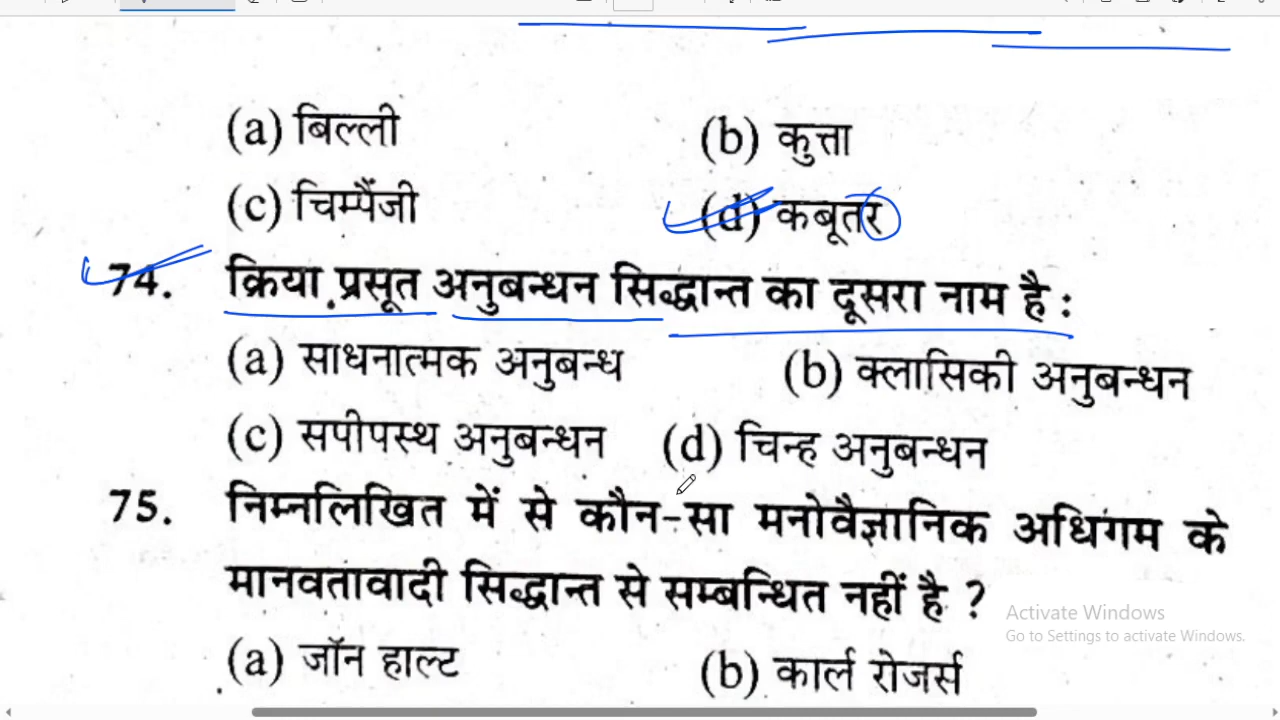 (a) बिल्ली (b) कुत्ता
(c) चिम्पैंजी (d) कबूतर
74. क्रिया प्रसूत अनुबन्धन सिद्धान्त का दूसरा नाम है :
(a) साधनात्मक अनुबन्ध (b) क्लासिकी अनुबन्धन
(c) सपीपस्थ अनुबन्धन (d) चिन्ह अनुबन्धन
75. निम्नलिखित में से कौन-सा मनोवैज्ञानिक अधिगम के
मानवतावादी सिद्धान्त से सम्बन्धित नहीं है ?
Activate Windows
Go to Settings to activate Windows.
(a) जॉन हाल्ट (b) कार्ल रोजर्स